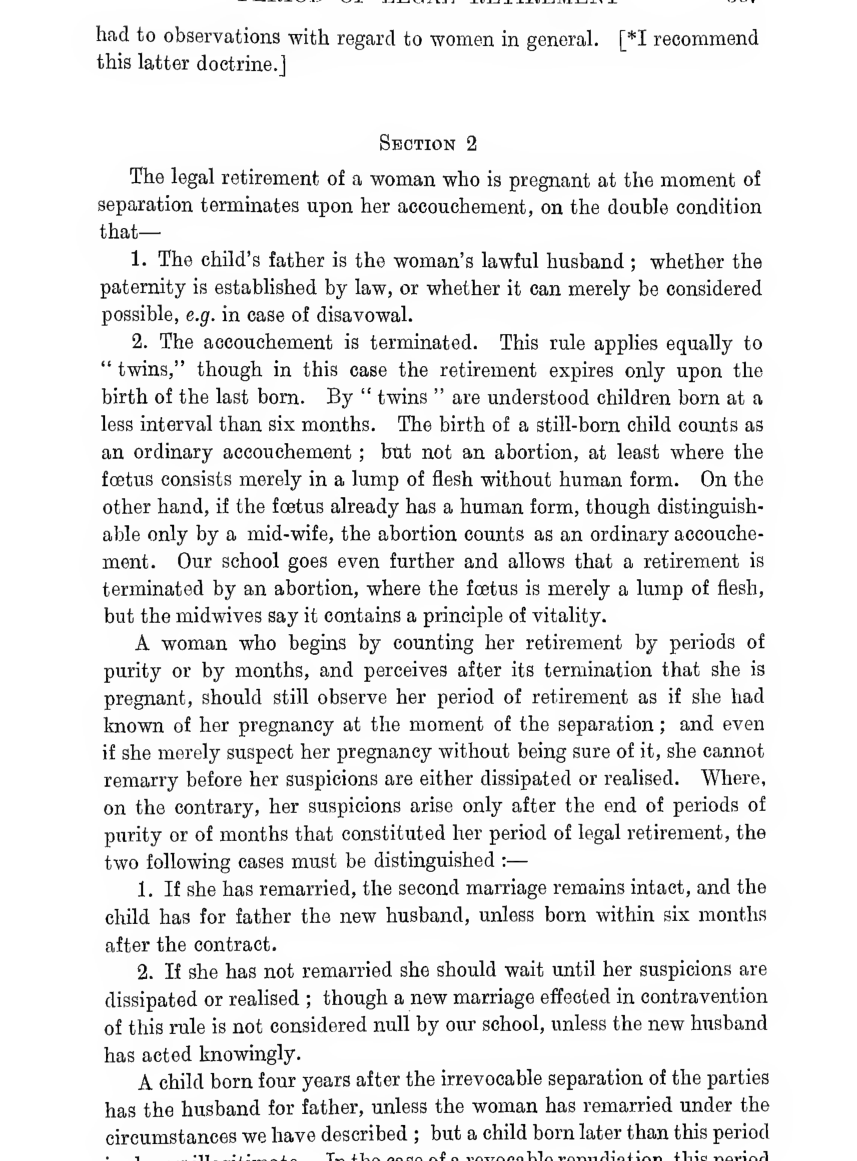 had to observations with regard to women in general. [*I recommend
this latter doctrine.]
SECTION 2
The legal retirement of a woman who is pregnant at the moment of
separation terminates upon her accouchement, on the double condition
that—
1. The child's father is the woman's lawful husband ; whether the
paternity is established by law, or whether it can merely be considered
possible, e.g. in case of disavowal.
2. The accouchement is terminated. This rule applies equally to
“ twins,” though in this case the retirement expires only upon the
birth of the last born. By “ twins ” are understood children born at a
less interval than six months. The birth of a still-born child counts as
an ordinary accouchement ; but not an abortion, at least where the
fœtus consists merely in a lump of flesh without human form. On the
other hand, if the fœtus already has a human form, though distinguish-
able only by a mid-wife, the abortion counts as an ordinary accouche-
ment. Our school goes even further and allows that a retirement is
terminated by an abortion, where the fœtus is merely a lump of flesh,
but the midwives say it contains a principle of vitality.
A woman who begins by counting her retirement by periods of
purity or by months, and perceives after its termination that she is
pregnant, should still observe her period of retirement as if she had
known of her pregnancy at the moment of the separation ; and even
if she merely suspect her pregnancy without being sure of it, she cannot
remarry before her suspicions are either dissipated or realised. Where,
on the contrary, her suspicions arise only after the end of periods of
purity or of months that constituted her period of legal retirement, the
two following cases must be distinguished :—
1. If she has remarried, the second marriage remains intact, and the
child has for father the new husband, unless born within six months
after the contract.
2. If she has not remarried she should wait until her suspicions are
dissipated or realised ; though a new marriage effected in contravention
of this rule is not considered null by our school, unless the new husband
has acted knowingly.
A child born four years after the irrevocable separation of the parties
has the husband for father, unless the woman has remarried under the
circumstances we have described ; but a child born later than this period
In the case of a revocable repudiation, this period